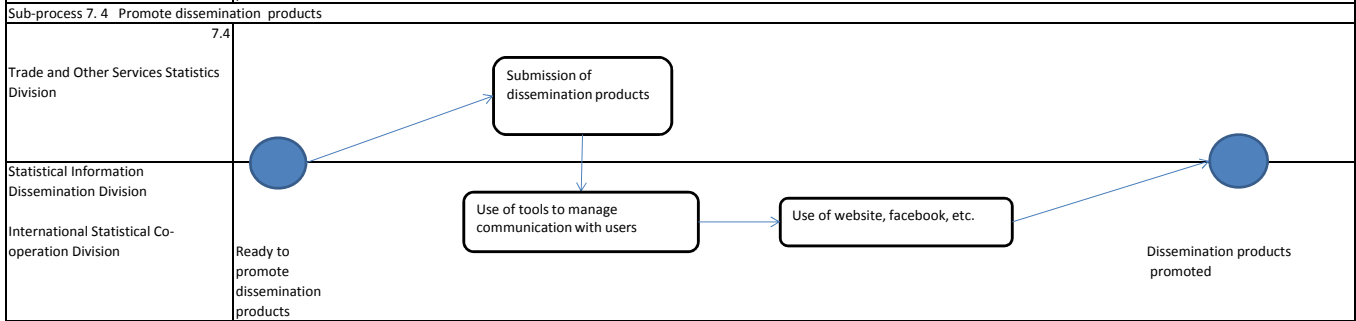 Sub-process 7. 4 Promote dissemination products
7.4
Trade and Other Services Statistics
Division
Submission of
dissemination products
Statistical Information
Dissemination Division
International Statistical Co-
operation Division
Use of tools to manage
communication with users
Use of website, facebook, etc.
Ready to
promote
dissemination
products
Dissemination products
promoted